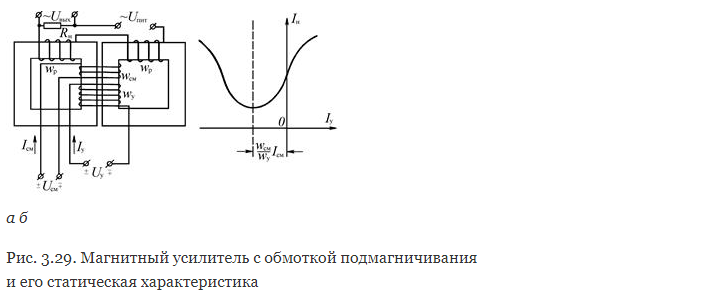 ~Uвых
~Uпит
Rн
wр
wр
wсм
wу
Iсм
Iу
± Uу ∓
± Uсм ∓
Iн
0
Iу
wсм/wу Iсм
а б
Рис. 3.29. Магнитный усилитель с обмоткой подмагничивания
и его статическая характеристика